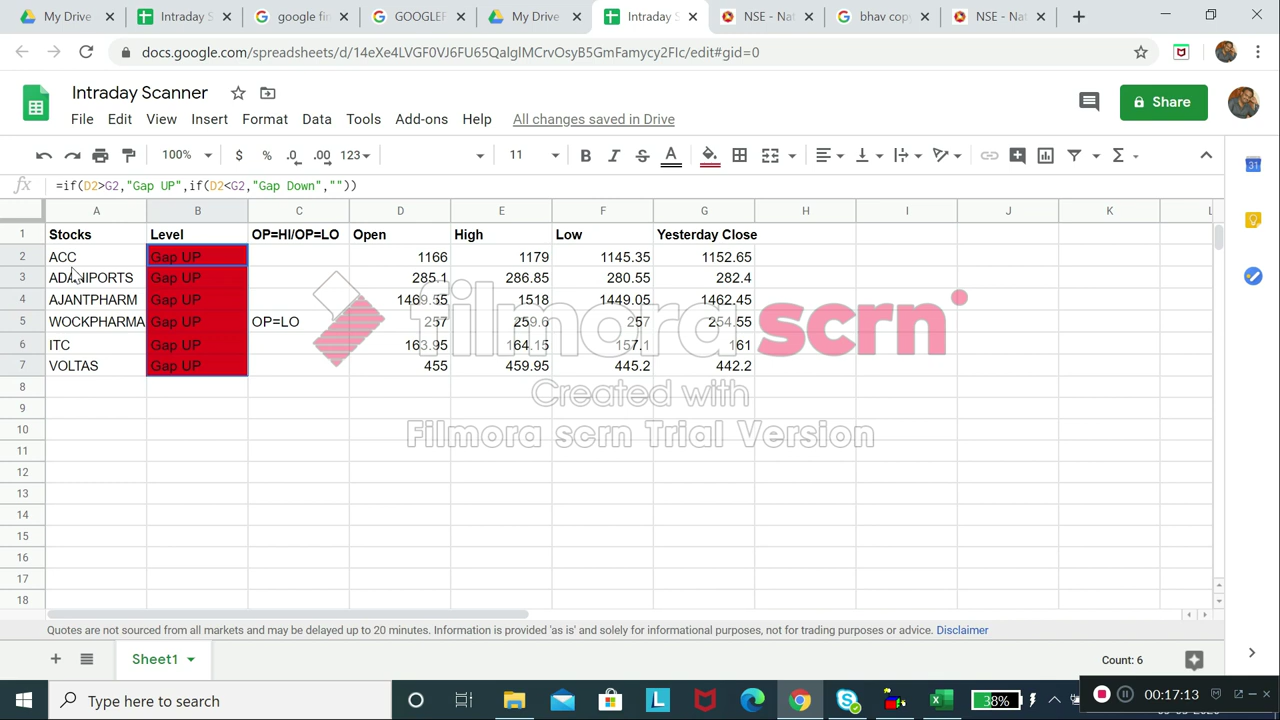 My Drive
Intraday S
google fin
GOOGLEF
My Drive
Intraday S
NSE - Nat
bhav copy
NSE - Nat
docs.google.com/spreadsheets/d/14eXe4LVGF0VJ6FU65QaIglMCrvOsyB5GmFamycy2FIc/edit#gid=0
Intraday Scanner
File Edit View Insert Format Data Tools Add-ons Help All changes saved in Drive
Share
100% $ % .0 .00 123 11 B I S A
fx =if(D2>G2,"Gap UP",if(D2<G2,"Gap Down",""))
A B C D E F G H I J K L
1 Stocks Level OP=HI/OP=LO Open High Low Yesterday Close
2 ACC Gap UP 1166 1179 1145.35 1152.65
3 ADANIPORTS Gap UP 285.1 286.85 280.55 282.4
4 AJANTPHARM Gap UP 1469.55 1518 1449.05 1462.45
5 WOCKPHARMA Gap UP OP=LO 257 259.6 257 254.55
6 ITC Gap UP 163.95 164.15 157.1 161
7 VOLTAS Gap UP 455 459.95 445.2 442.2
8
9
10
11
12
13
14
15
16
17
18
filmora scrn
Created with
Filmora scrn Trial Version
Quotes are not sourced from all markets and may be delayed up to 20 minutes. Information is provided 'as is' and solely for informational purposes, not for trading purposes or advice. Disclaimer
Sheet1
Count: 6
31
Type here to search
L
38%
00:17:13